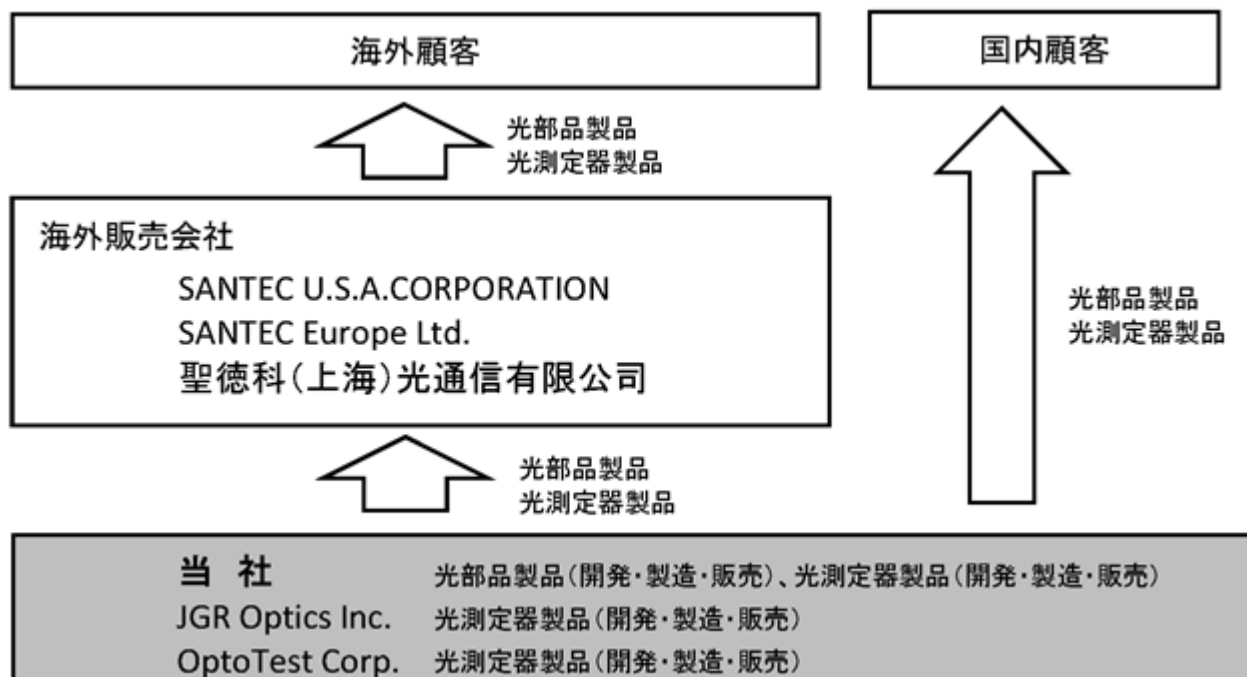 海外顧客
国内顧客
光部品製品
光測定器製品
海外販売会社
SANTEC U.S.A.CORPORATION
SANTEC Europe Ltd.
聖徳科(上海)光通信有限公司
光部品製品
光測定器製品
光部品製品
光測定器製品
当 社 光部品製品(開発・製造・販売)、光測定器製品(開発・製造・販売)
JGR Optics Inc. 光測定器製品(開発・製造・販売)
OptoTest Corp. 光測定器製品(開発・製造・販売)